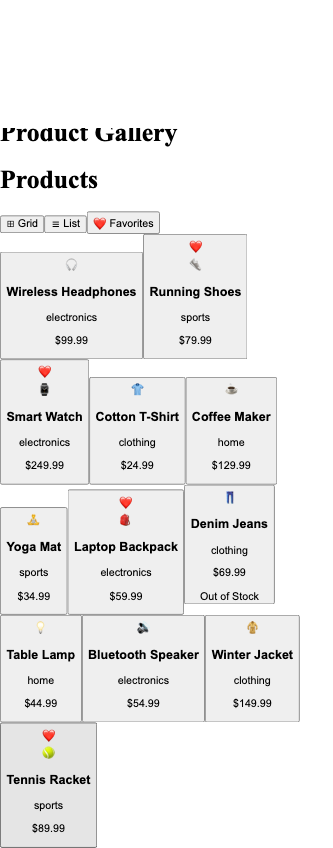 Product Gallery
Products
⊞ Grid ≡ List ❤️ Favorites
Wireless Headphones
electronics
$99.99
Running Shoes
sports
$79.99
Smart Watch
electronics
$249.99
Cotton T-Shirt
clothing
$24.99
Coffee Maker
home
$129.99
Yoga Mat
sports
$34.99
Laptop Backpack
electronics
$59.99
Denim Jeans
clothing
$69.99
Out of Stock
Table Lamp
home
$44.99
Bluetooth Speaker
electronics
$54.99
Winter Jacket
clothing
$149.99
Tennis Racket
sports
$89.99